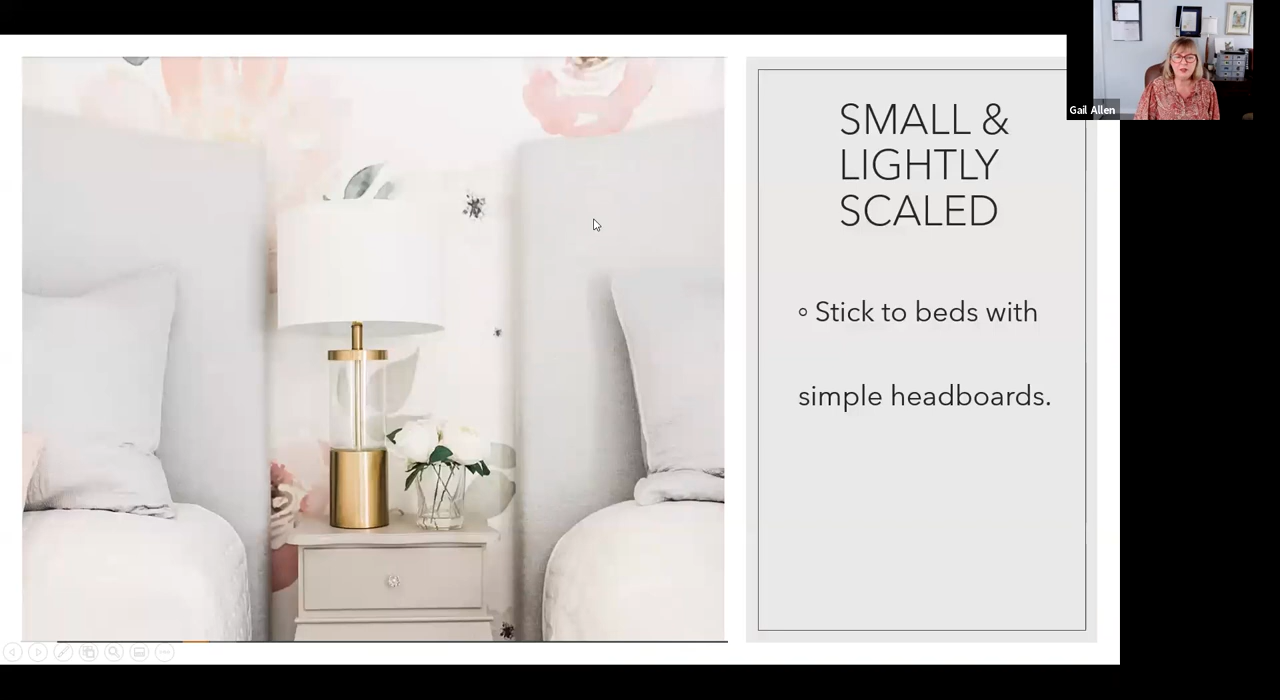 Gail Allen
SMALL &
LIGHTLY
SCALED
Stick to beds with
simple headboards.